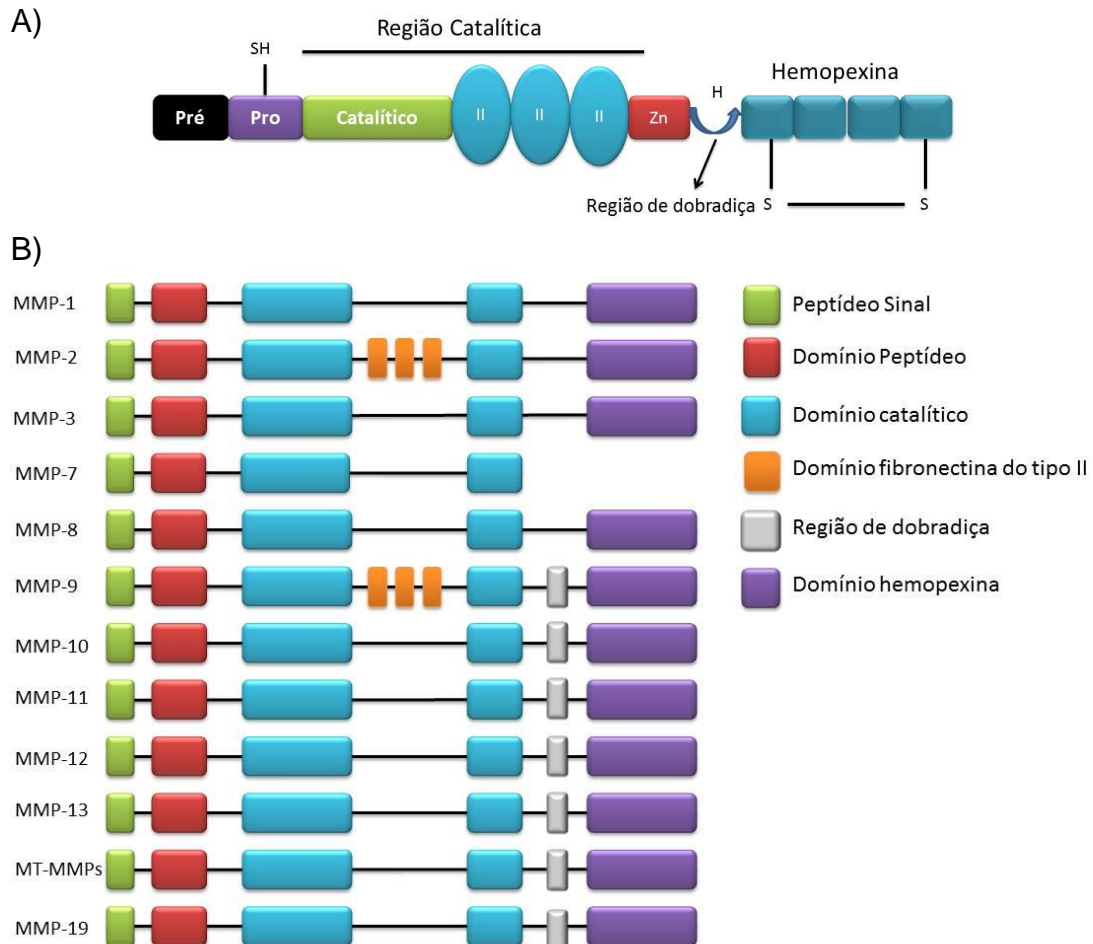 A)
Região Catalítica
SH
Hemopexina
H
Pré Pro Catalítico II II II Zn
Região de dobradiça S S
B)
MMP-1
MMP-2
MMP-3
MMP-7
MMP-8
MMP-9
MMP-10
MMP-11
MMP-12
MMP-13
MT-MMPs
MMP-19
Peptídeo Sinal
Domínio Peptídeo
Domínio catalítico
Domínio fibronectina do tipo II
Região de dobradiça
Domínio hemopexina